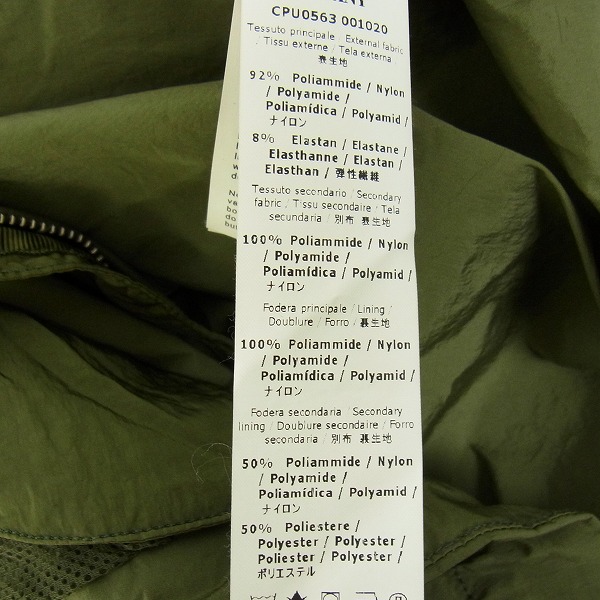 CPU0563 001020
Tessuto principale / External fabric
/ Tissu externe / Tela externa
表生地
92% Poliammide / Nylon
/ Polyamide /
Poliamídica / Polyamid /
ナイロン
8% Elastan / Elastane /
Elasthanne / Elastan /
Elasthan / 弾性繊維
Tessuto secondario / Secondary
fabric / Tissu secondaire / Tela
secundaria / 別布 表生地
100% Poliammide / Nylon
/ Polyamide /
Poliamídica / Polyamid /
ナイロン
Fodera principale / Lining /
Doublure / Forro / 裏生地
100% Poliammide / Nylon
/ Polyamide /
Poliamídica / Polyamid /
ナイロン
Fodera secondaria / Secondary
lining / Doublure secondaire / Forro
secondaria / 別布 裏生地
50% Poliammide / Nylon
/ Polyamide /
Poliamídica / Polyamid /
ナイロン
50% Poliestere /
Polyester / Polyester /
Poliester / Polyester /
ポリエステル